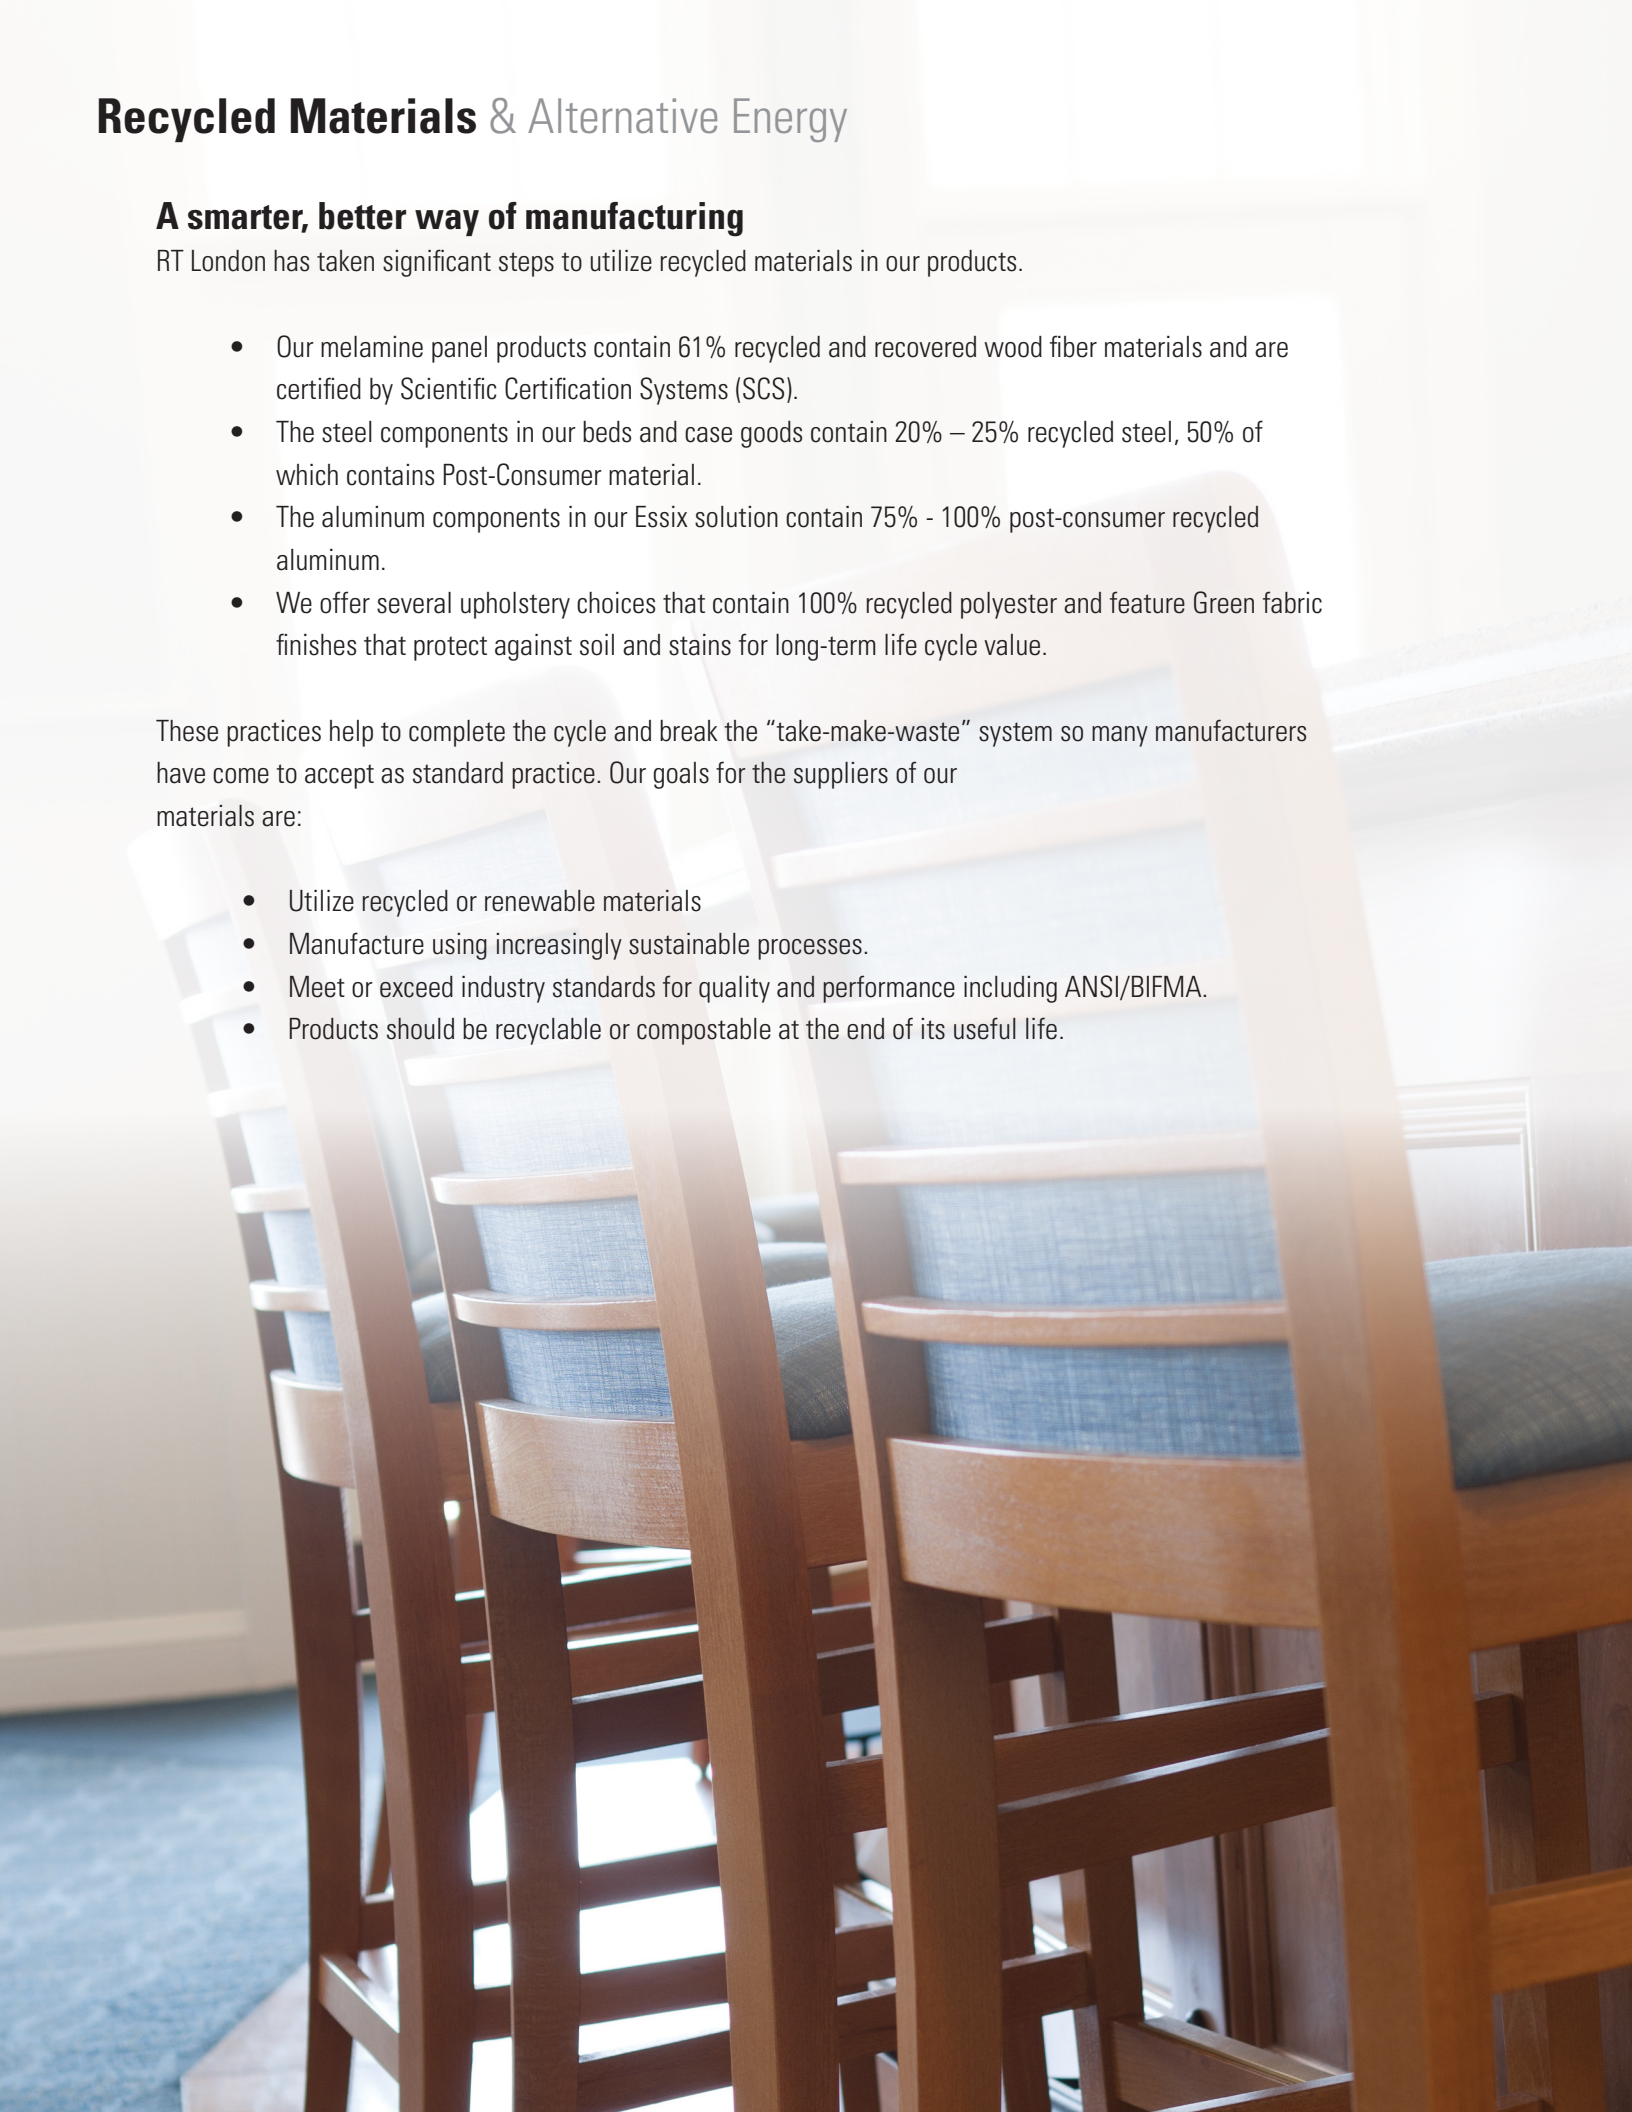 Recycled Materials & Alternative Energy
A smarter, better way of manufacturing
RT London has taken significant steps to utilize recycled materials in our products.
• Our melamine panel products contain 61% recycled and recovered wood fiber materials and are
certified by Scientific Certification Systems (SCS).
• The steel components in our beds and case goods contain 20% – 25% recycled steel, 50% of
which contains Post-Consumer material.
• The aluminum components in our Essix solution contain 75% - 100% post-consumer recycled
aluminum.
• We offer several upholstery choices that contain 100% recycled polyester and feature Green fabric
finishes that protect against soil and stains for long-term life cycle value.
These practices help to complete the cycle and break the “take-make-waste” system so many manufacturers
have come to accept as standard practice. Our goals for the suppliers of our
materials are:
• Utilize recycled or renewable materials
• Manufacture using increasingly sustainable processes.
• Meet or exceed industry standards for quality and performance including ANSI/BIFMA.
• Products should be recyclable or compostable at the end of its useful life.